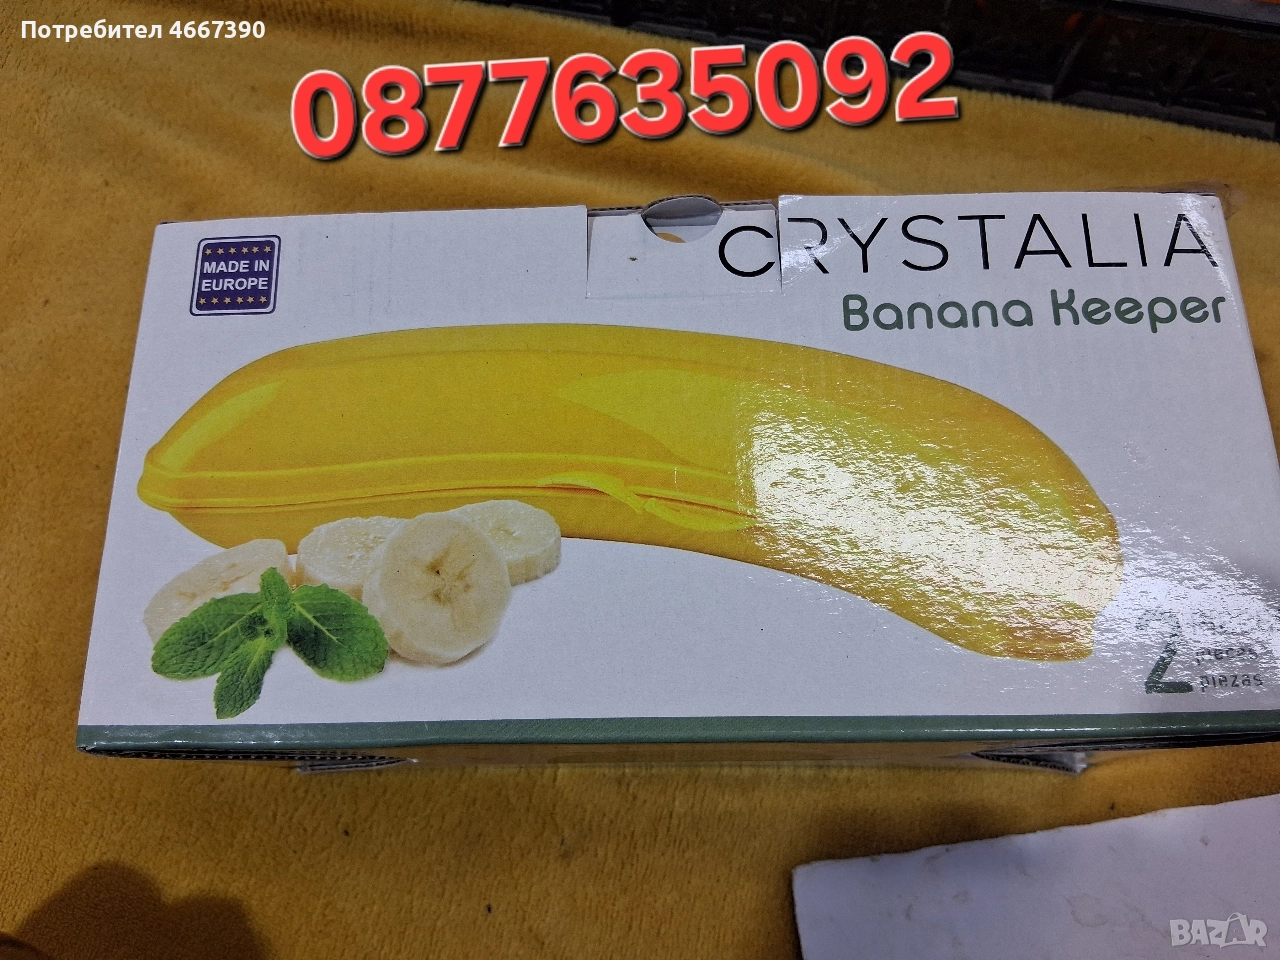 Потребител 4667390
0877635092
MADE IN
EUROPE
CRYSTALIA
Banana Keeper
2
piezas
BAZAR